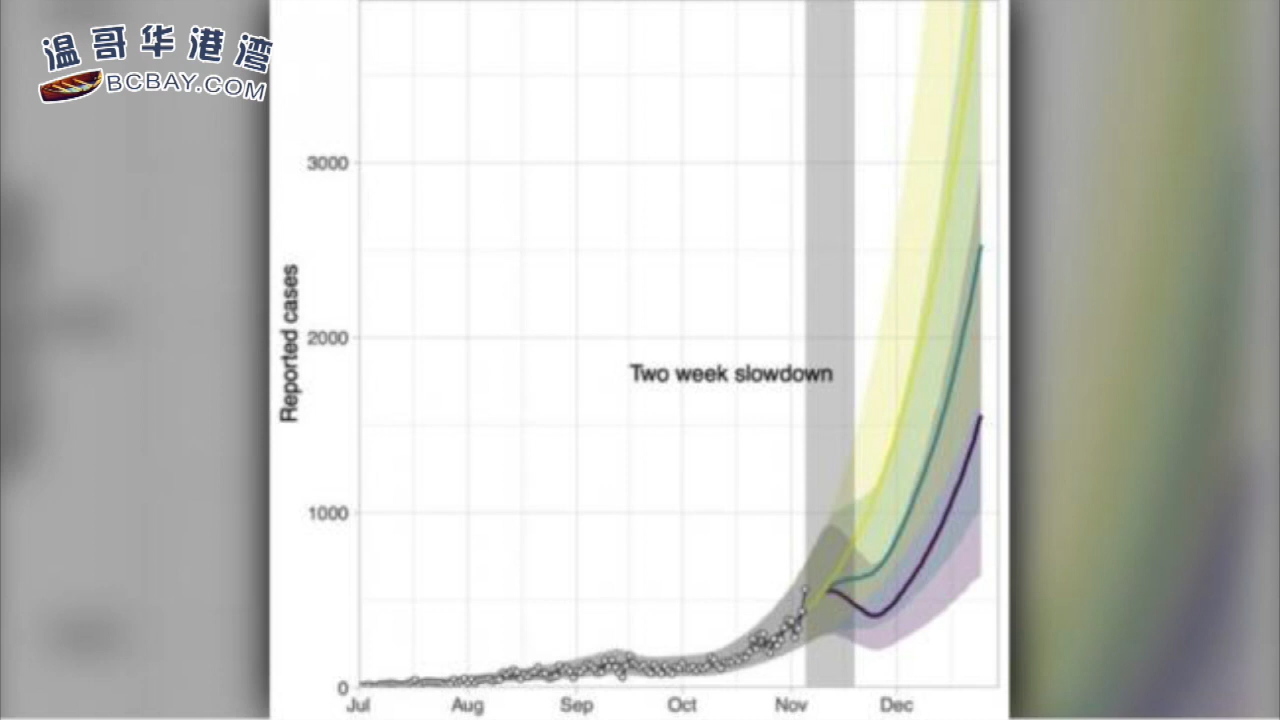 温哥华港湾
BCBAY.COM
3000
2000
1000
0
Reported cases
Two week slowdown
Jul Aug Sep Oct Nov Dec